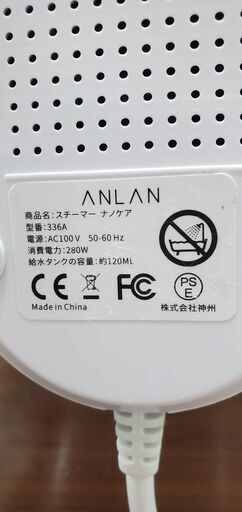 ANLAN
商品名：スチーマー ナノケア
型番：336A
電源：AC100V 50-60Hz
消費電力：280W
給水タンクの容量：約120ML
CE FC PS E
Made in China 株式会社神州